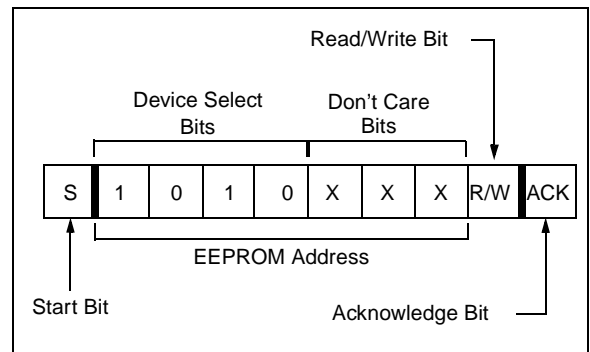 Read/Write Bit
Device Select
Bits
Don't Care
Bits
S 1 0 1 0 X X X R/W ACK
EEPROM Address
Start Bit
Acknowledge Bit